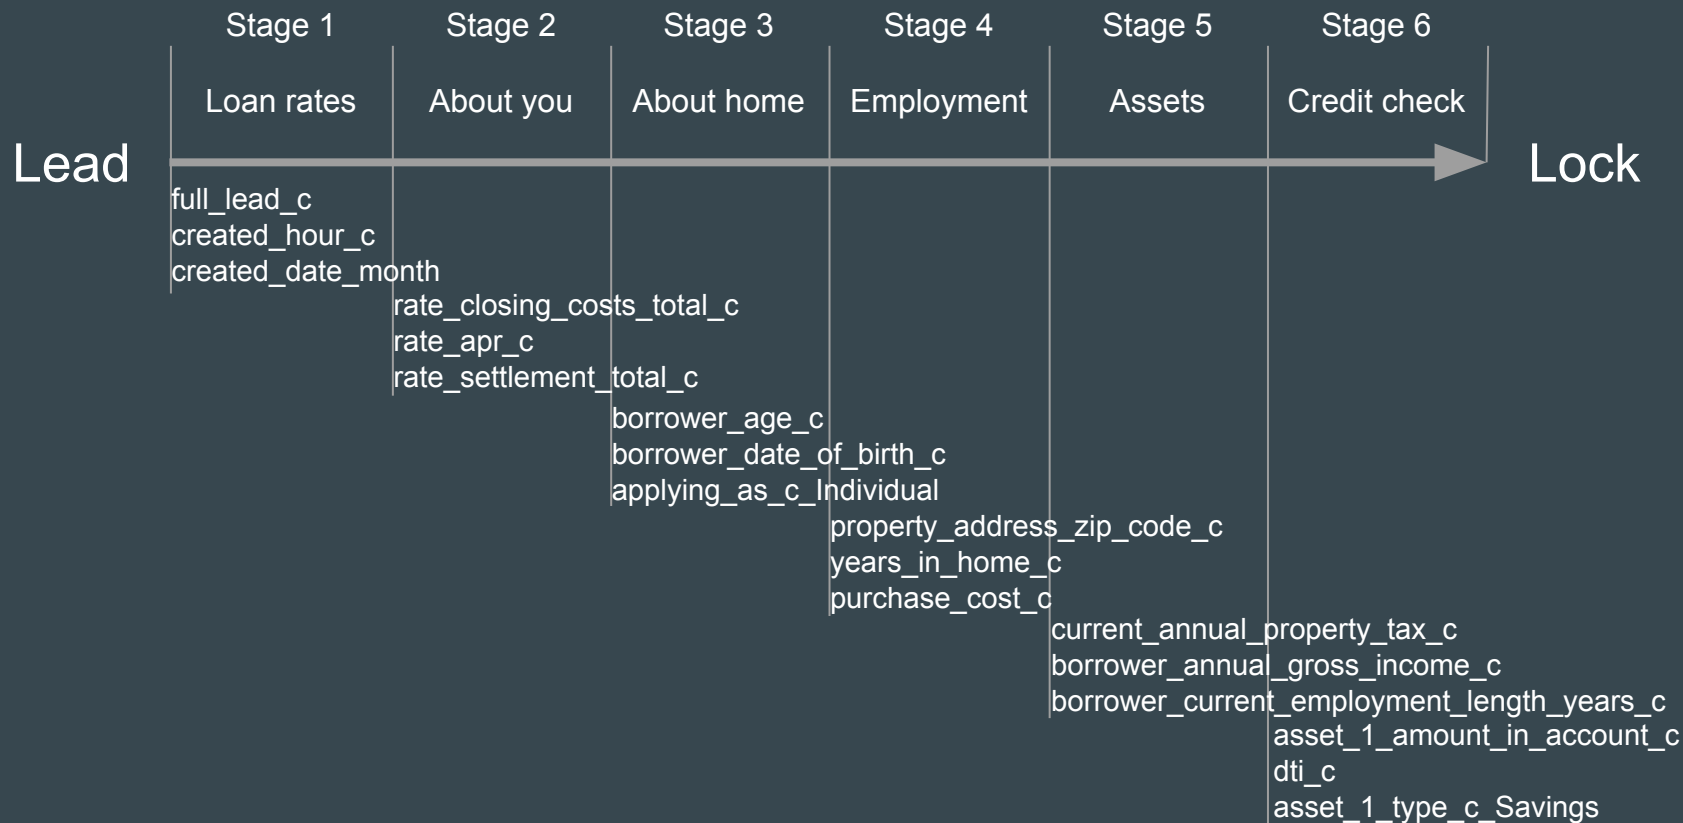 Stage 1
Stage 2
Stage 3
Stage 4
Stage 5
Stage 6
Loan rates
About you
About home
Employment
Assets
Credit check
Lead
Lock
full_lead_c
created_hour_c
created_date_month
rate_closing_costs_total_c
rate_apr_c
rate_settlement_total_c
borrower_age_c
borrower_date_of_birth_c
applying_as_c_Individual
property_address_zip_code_c
years_in_home_c
purchase_cost_c
current_annual_property_tax_c
borrower_annual_gross_income_c
borrower_current_employment_length_years_c
asset_1_amount_in_account_c
dti_c
asset_1_type_c_Savings